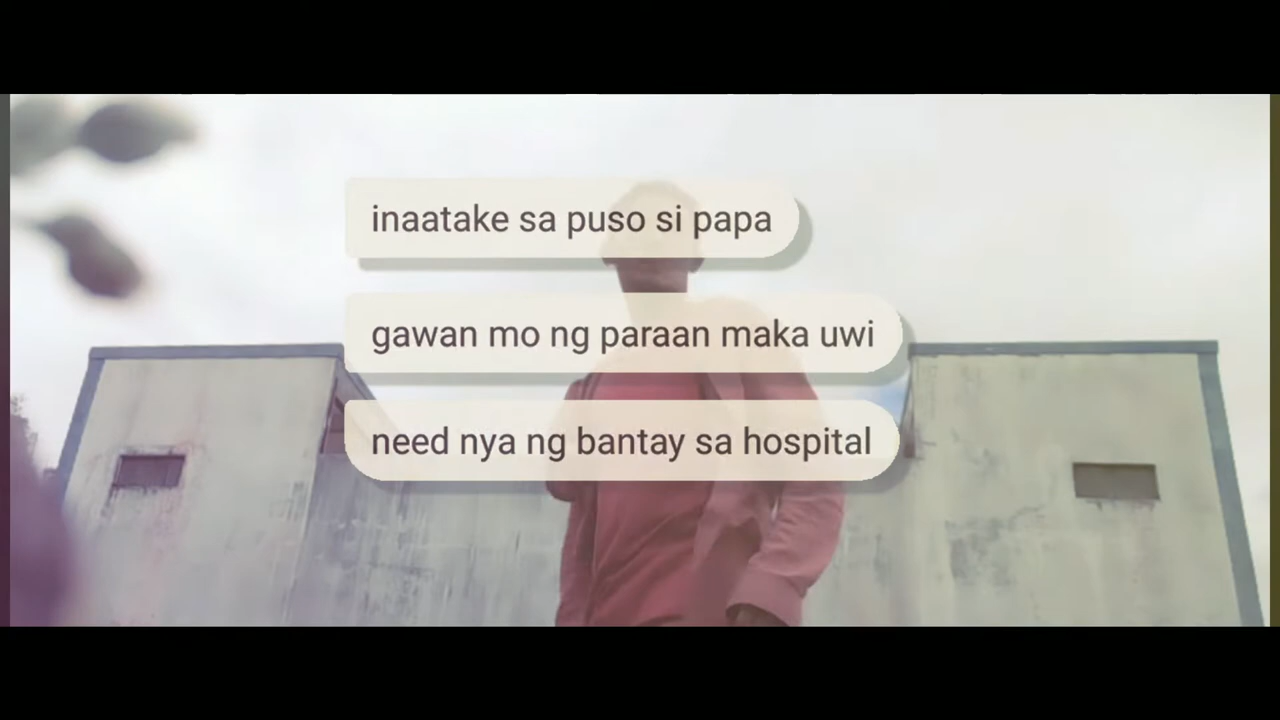 inaatake sa puso si papa
gawan mo ng paraan maka uwi
need nya ng bantay sa hospital